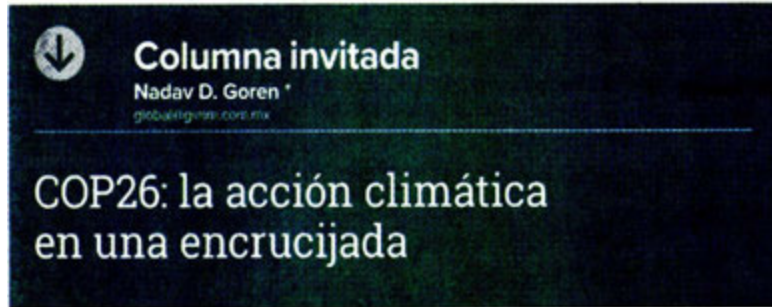 Columna invitada
Nadav D. Goren *
COP26: la acción climática
en una encrucijada